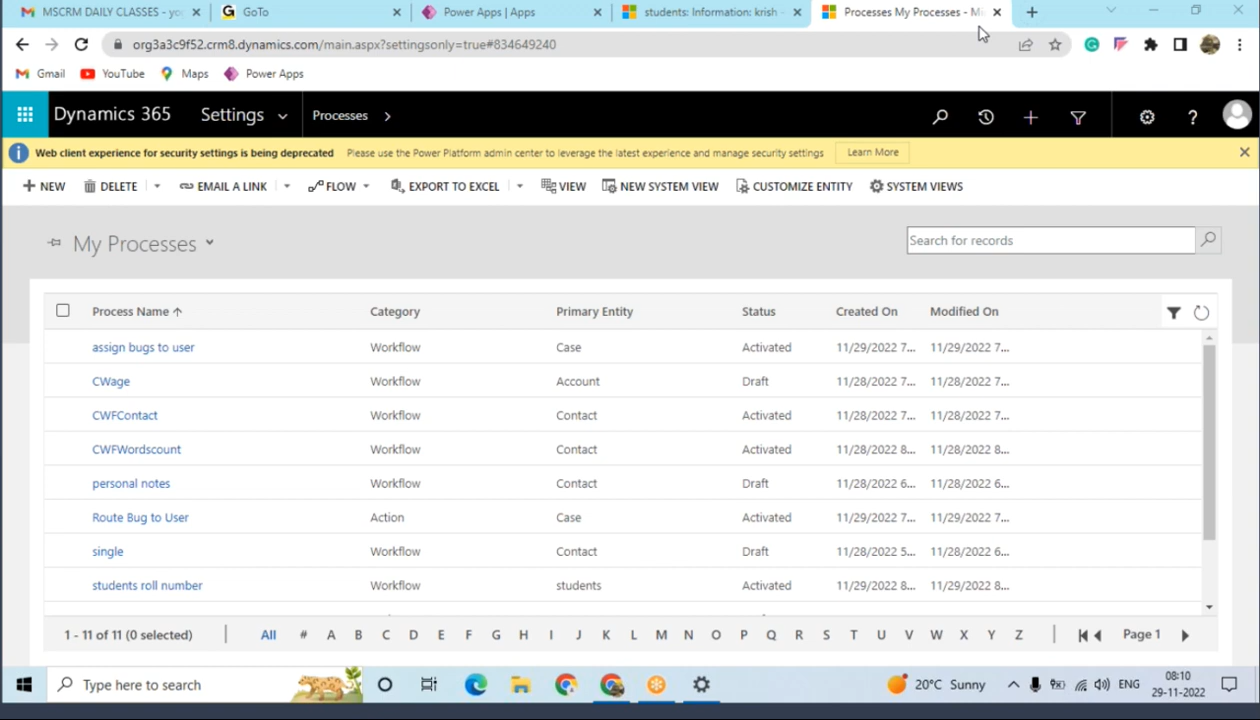 MSCRM DAILY CLASSES - yo
GoTo
Power Apps | Apps
students: Information: krish -
Processes My Processes - Mi
org3a3c9f52.crm8.dynamics.com/main.aspx?settingsonly=true#834649240
Gmail YouTube Maps Power Apps
Dynamics 365 Settings Processes
Web client experience for security settings is being deprecated Please use the Power Platform admin center to leverage the latest experience and manage security settings Learn More
NEW DELETE EMAIL A LINK FLOW EXPORT TO EXCEL VIEW NEW SYSTEM VIEW CUSTOMIZE ENTITY SYSTEM VIEWS
My Processes
Search for records
Process Name Category Primary Entity Status Created On Modified On
assign bugs to user Workflow Case Activated 11/29/2022 7... 11/29/2022 7...
CWage Workflow Account Draft 11/28/2022 7... 11/28/2022 7...
CWFContact Workflow Contact Activated 11/28/2022 7... 11/28/2022 7...
CWFWordscount Workflow Contact Activated 11/28/2022 8... 11/28/2022 8...
personal notes Workflow Contact Draft 11/28/2022 6... 11/28/2022 6...
Route Bug to User Action Case Activated 11/29/2022 7... 11/29/2022 7...
single Workflow Contact Draft 11/28/2022 5... 11/28/2022 6...
students roll number Workflow students Activated 11/29/2022 8... 11/29/2022 8...
1 - 11 of 11 (0 selected) All # A B C D E F G H I J K L M N O P Q R S T U V W X Y Z Page 1
Type here to search 20°C Sunny ENG
08:10
29-11-2022